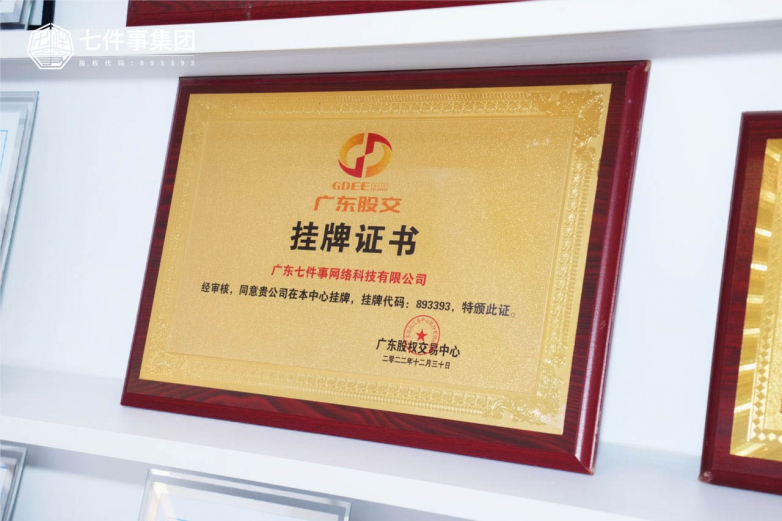 七件事集团
股权代码:893393
GDEE
广东股交
挂牌证书
广东七件事网络科技有限公司
经审核,同意贵公司在本中心挂牌,挂牌代码:893393,特颁此证。
广东股权交易中心
二零二二年十二月三十日